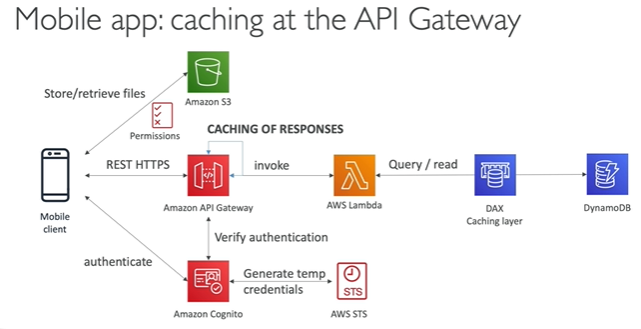 Mobile app: caching at the API Gateway
Store/retrieve files
Amazon S3
Permissions
CACHING OF RESPONSES
REST HTTPS
invoke
Query / read
Mobile
client
Amazon API Gateway
AWS Lambda
DAX
Caching layer
DynamoDB
Verify authentication
authenticate
Generate temp
credentials
STS
Amazon Cognito
AWS STS